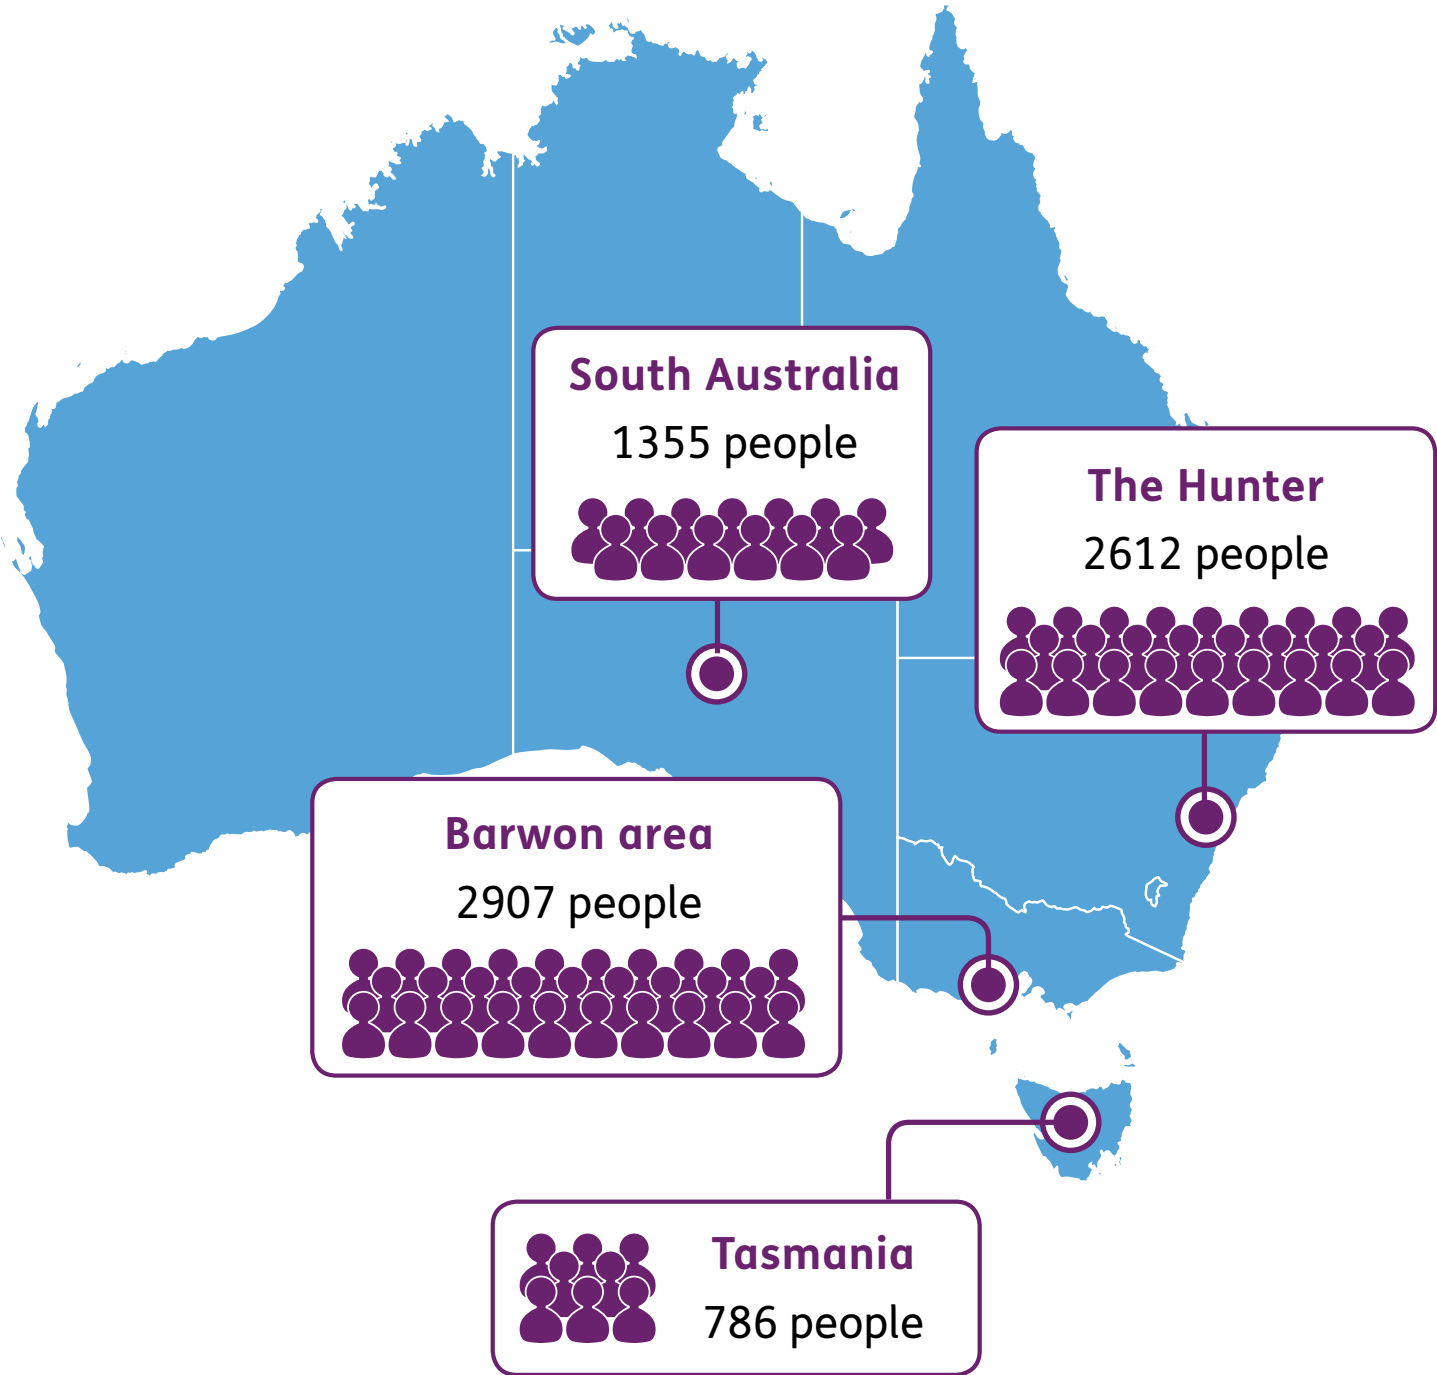 South Australia
1355 people
The Hunter
2612 people
Barwon area
2907 people
Tasmania
786 people